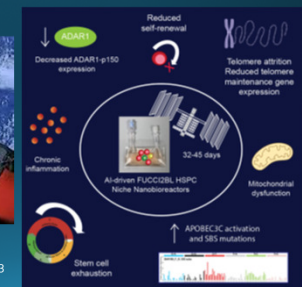 Reduced
self-renewal
ADAR1
Decreased ADAR1-p150
expression
Telomere attrition
Reduced telomere
maintenance gene
expression
32-45 days
Chronic
inflammation
AI-driven FUCCI2BL HSPC
Niche Nanobioreactors
Mitochondrial
dysfunction
↑ APOBEC3C activation
and SBS mutations
Stem cell
exhaustion
3